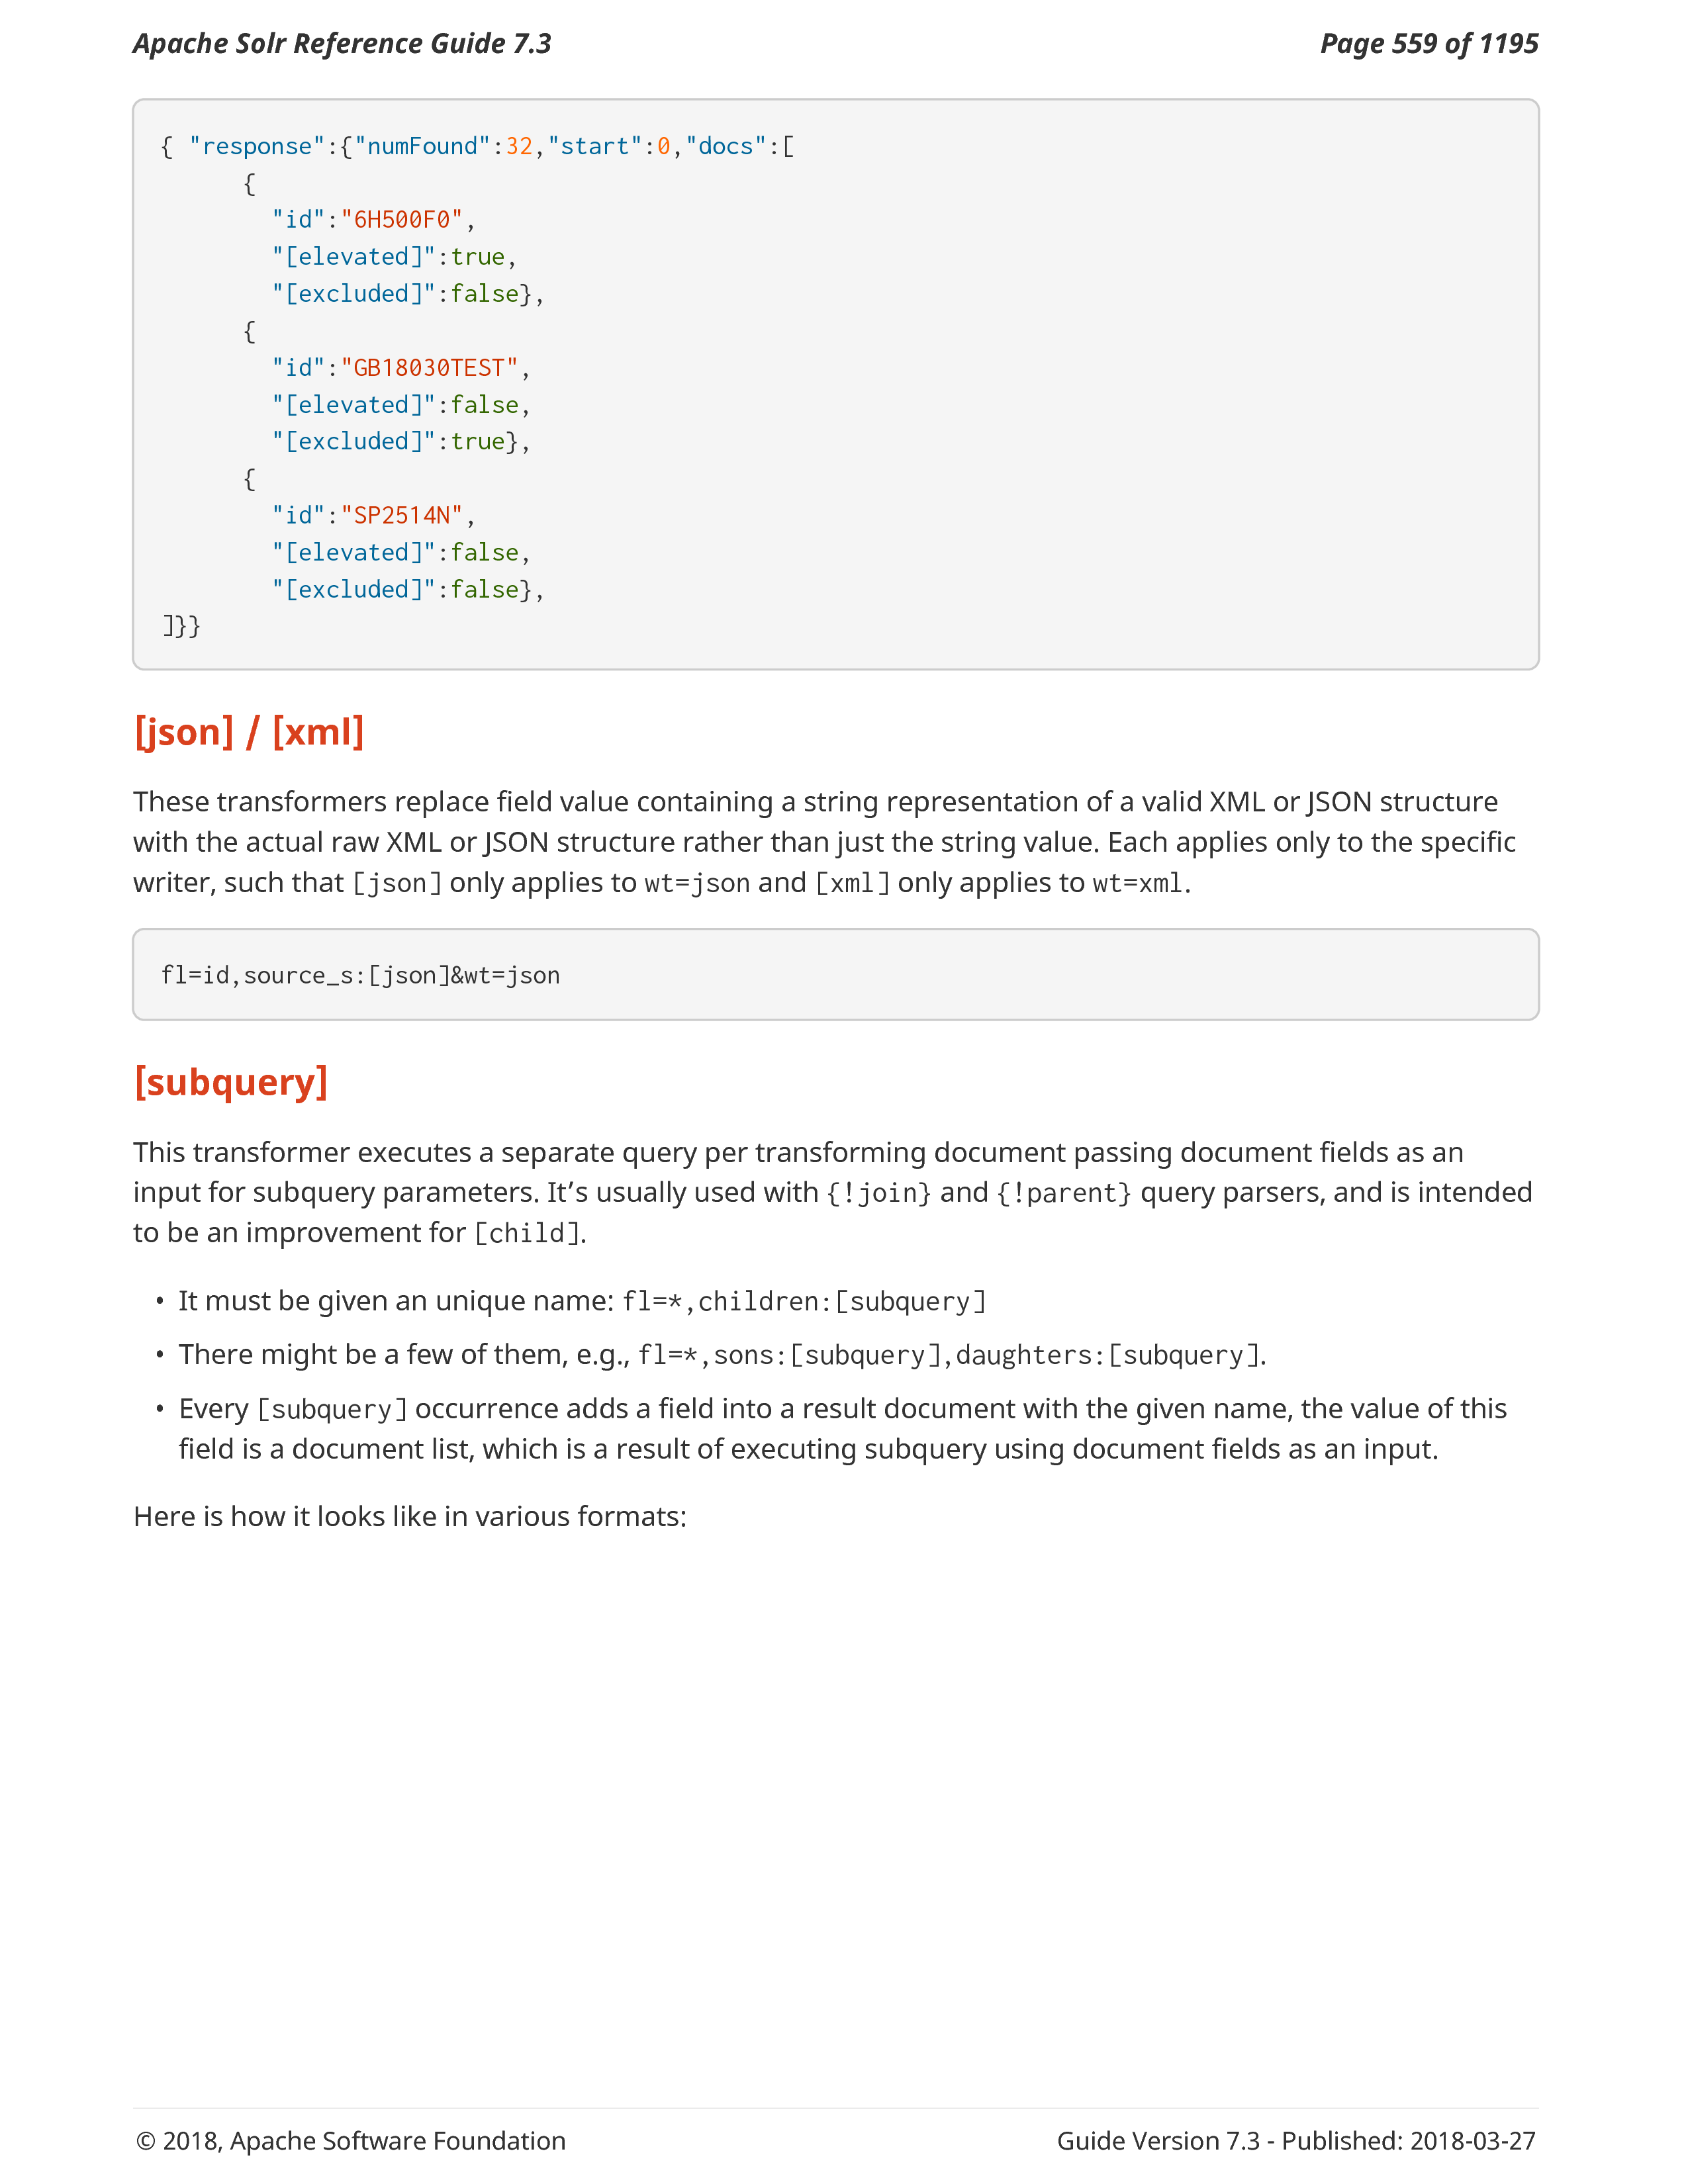 Apache Solr Reference Guide 7.3 Page 559 of 1195
{ "response":{"numFound":32,"start":0,"docs":[
      {
        "id":"6H500F0",
        "[elevated]":true,
        "[excluded]":false},
      {
        "id":"GB18030TEST",
        "[elevated]":false,
        "[excluded]":true},
      {
        "id":"SP2514N",
        "[elevated]":false,
        "[excluded]":false},
]}}
[json] / [xml]
These transformers replace field value containing a string representation of a valid XML or JSON structure
with the actual raw XML or JSON structure rather than just the string value. Each applies only to the specific
writer, such that [json] only applies to wt=json and [xml] only applies to wt=xml.
fl=id,source_s:[json]&wt=json
[subquery]
This transformer executes a separate query per transforming document passing document fields as an
input for subquery parameters. It’s usually used with {!join} and {!parent} query parsers, and is intended
to be an improvement for [child].
• It must be given an unique name: fl=*,children:[subquery]
• There might be a few of them, e.g., fl=*,sons:[subquery],daughters:[subquery].
• Every [subquery] occurrence adds a field into a result document with the given name, the value of this
field is a document list, which is a result of executing subquery using document fields as an input.
Here is how it looks like in various formats:
© 2018, Apache Software Foundation Guide Version 7.3 - Published: 2018-03-27